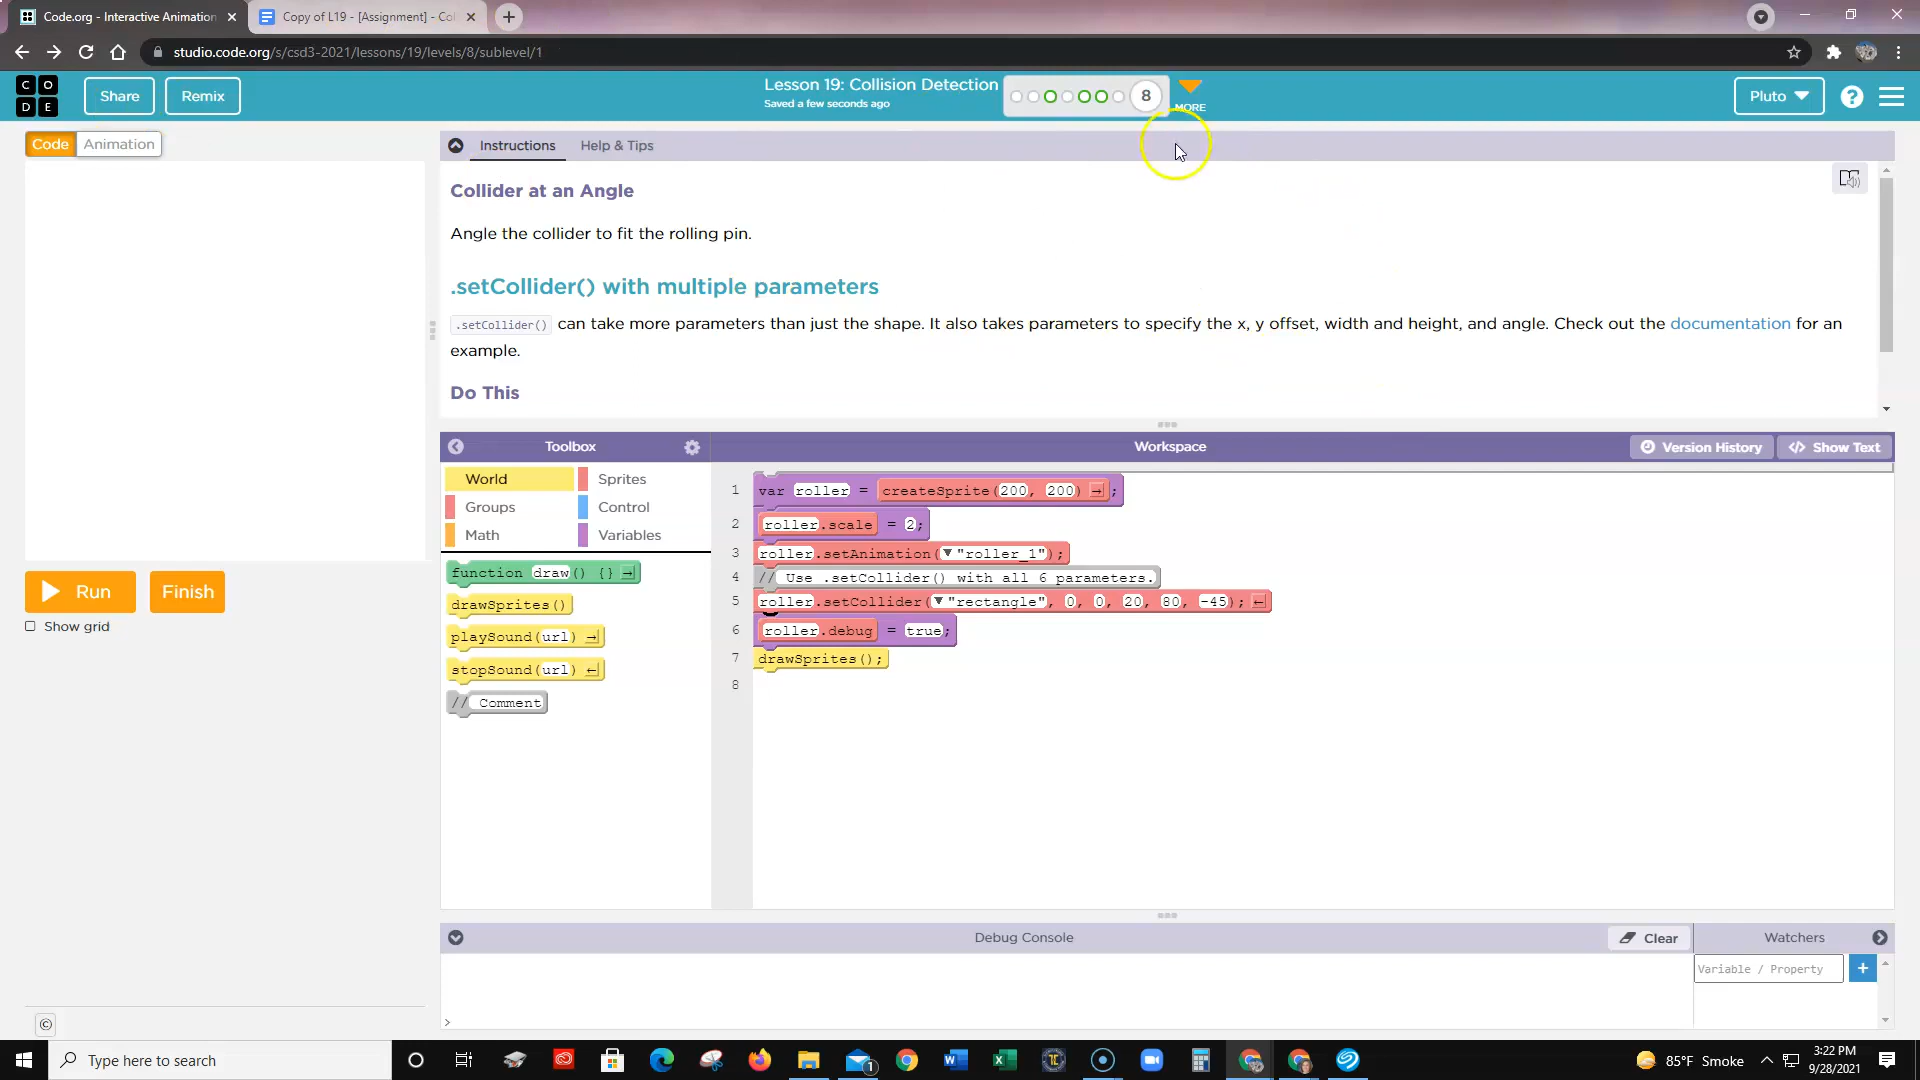 Code.org - Interactive Animation
Copy of L19 - [Assignment] - Col
studio.code.org/s/csd3-2021/lessons/19/levels/8/sublevel/1
C O
D E
Share
Remix
Lesson 19: Collision Detection
Saved a few seconds ago
8
MORE
Pluto
?
Code
Animation
Instructions
Help & Tips
Collider at an Angle
Angle the collider to fit the rolling pin.
.setCollider() with multiple parameters
.setCollider() can take more parameters than just the shape. It also takes parameters to specify the x, y offset, width and height, and angle. Check out the documentation for an
example.
Do This
Toolbox
Workspace
Version History
</> Show Text
World
Sprites
Groups
Control
Math
Variables
function draw() {}
drawSprites()
playSound(url)
stopSound(url)
// Comment
1 var roller = createSprite(200, 200) ;
2 roller.scale = 2;
3 roller.setAnimation( "roller_1");
4 // Use .setCollider() with all 6 parameters.
5 roller.setCollider( "rectangle", 0, 0, 20, 80, -45);
6 roller.debug = true;
7 drawSprites();
8
Run
Finish
Show grid
Debug Console
Clear
Watchers
Variable / Property
+
>
©
Type here to search
1
85°F Smoke
3:22 PM
9/28/2021